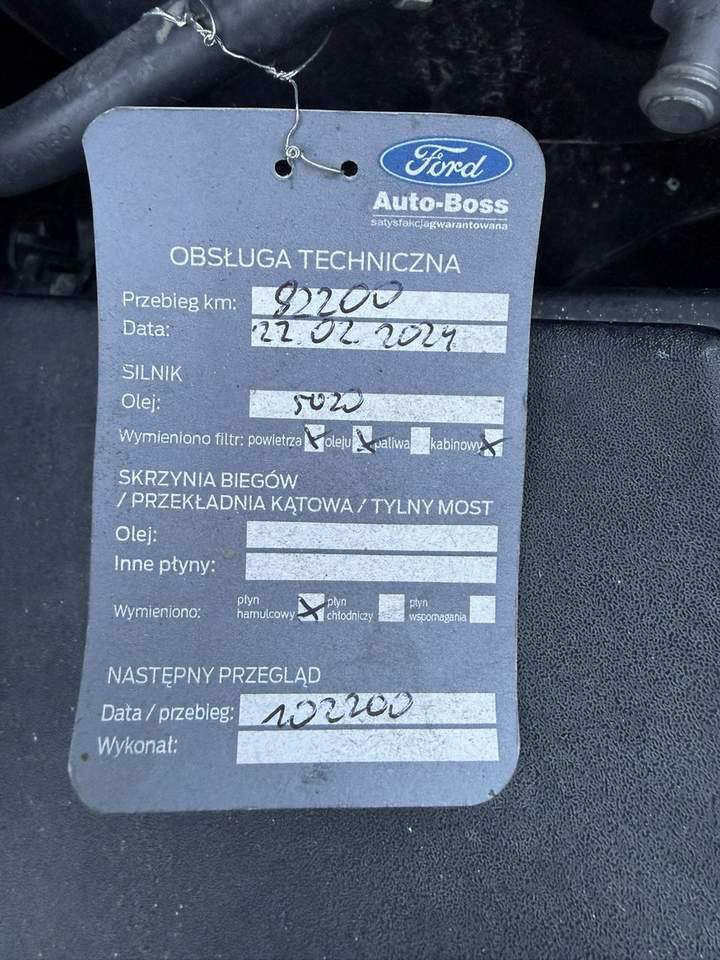 Ford
Auto-Boss
satysfakcjagwarantowana
OBSŁUGA TECHNICZNA
Przebieg km: 82200
Data: 22.02.2024
SILNIK
Olej: 5W20
Wymieniono filtr: powietrza X oleju X paliwa kabinowy X
SKRZYNIA BIEGÓW
/ PRZEKŁADNIA KĄTOWA / TYLNY MOST
Olej:
Inne płyny:
Wymieniono: płyn hamulcowy X płyn chłodniczy płyn wspomagania
NASTĘPNY PRZEGLĄD
Data / przebieg: 102200
Wykonał: